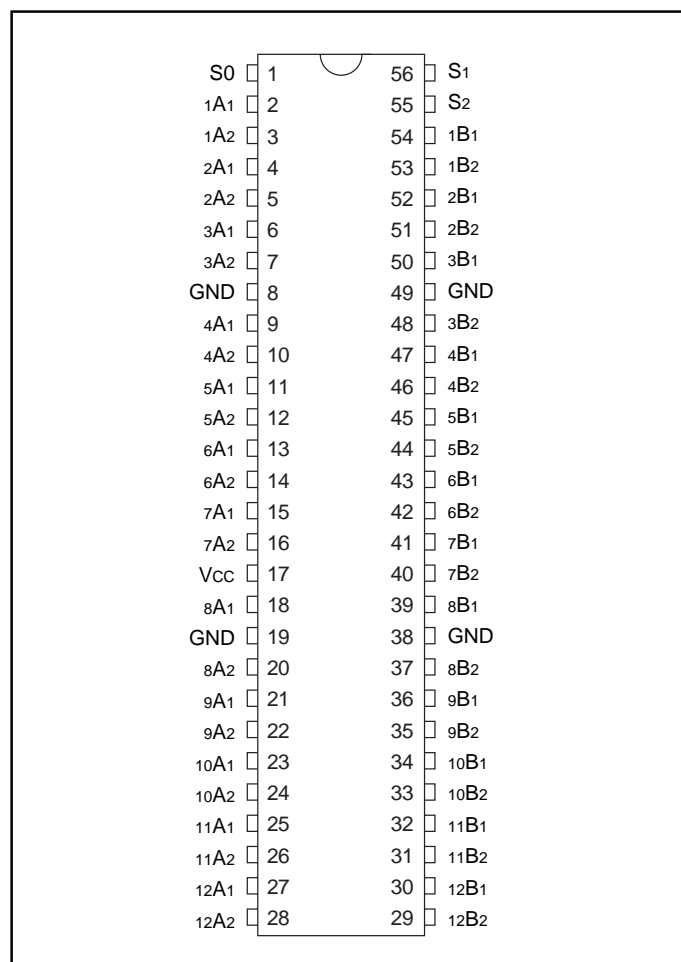 S0 1 56 S1
1A1 2 55 S2
1A2 3 54 1B1
2A1 4 53 1B2
2A2 5 52 2B1
3A1 6 51 2B2
3A2 7 50 3B1
GND 8 49 GND
4A1 9 48 3B2
4A2 10 47 4B1
5A1 11 46 4B2
5A2 12 45 5B1
6A1 13 44 5B2
6A2 14 43 6B1
7A1 15 42 6B2
7A2 16 41 7B1
VCC 17 40 7B2
8A1 18 39 8B1
GND 19 38 GND
8A2 20 37 8B2
9A1 21 36 9B1
9A2 22 35 9B2
10A1 23 34 10B1
10A2 24 33 10B2
11A1 25 32 11B1
11A2 26 31 11B2
12A1 27 30 12B1
12A2 28 29 12B2